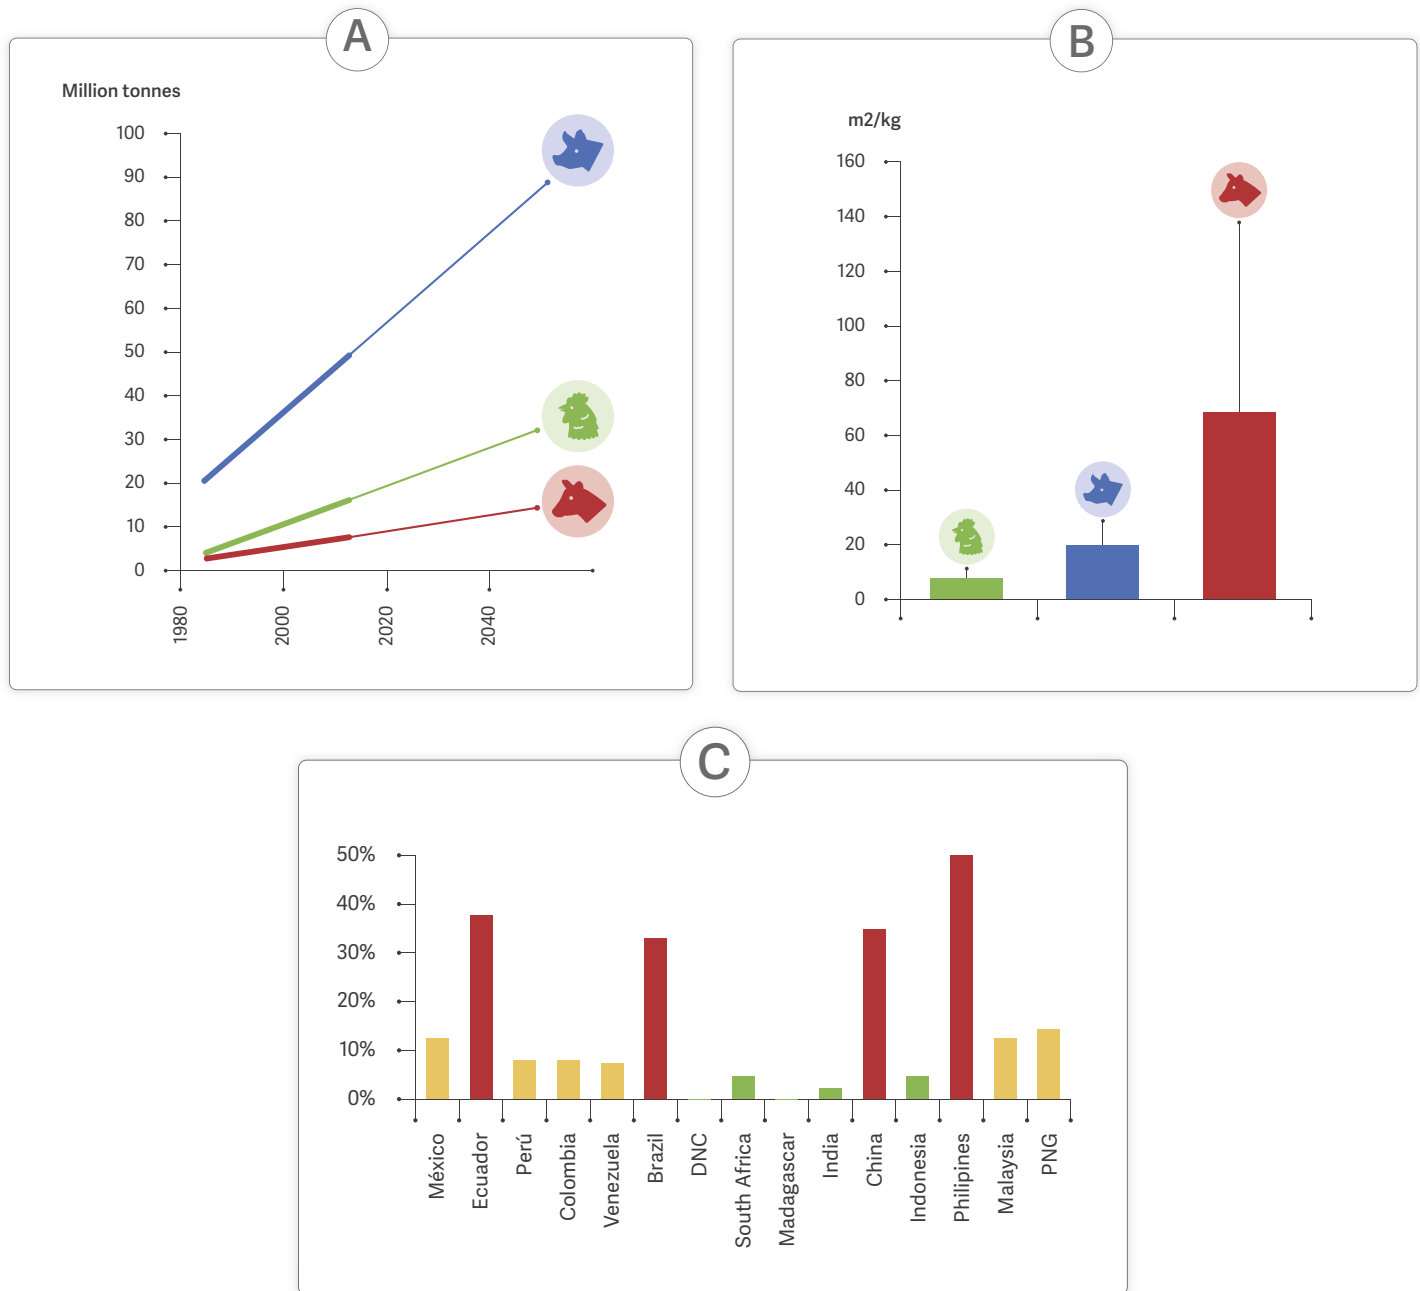 A
Million tonnes
100
90
80
70
60
50
40
30
20
10
0
1980
2000
2020
2040
B
m2/kg
160
140
120
100
80
60
40
20
0
C
50%
40%
30%
20%
10%
0%
México
Ecuador
Perú
Colombia
Venezuela
Brazil
DNC
South Africa
Madagascar
India
China
Indonesia
Philipines
Malaysia
PNG